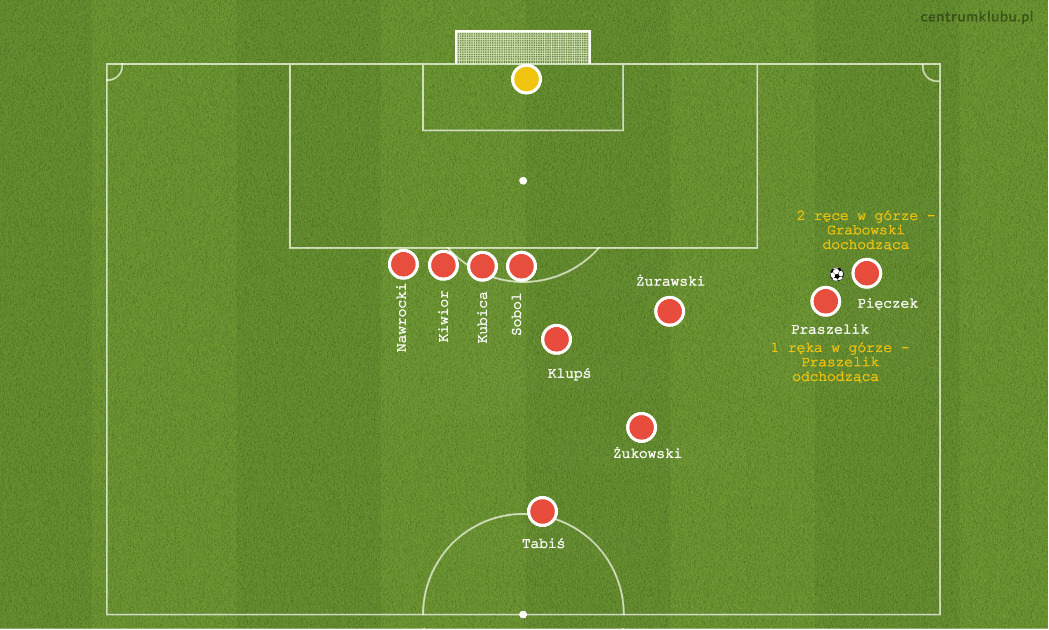 centrumklubu.pl
2 ręce w górze -
Grabowski
dochodząca
Żurawski
Pięczek
Praszelik
1 ręka w górze -
Praszelik
odchodząca
Nawrocki
Kiwior
Kubica
Sobol
Klupś
Żukowski
Tabiś